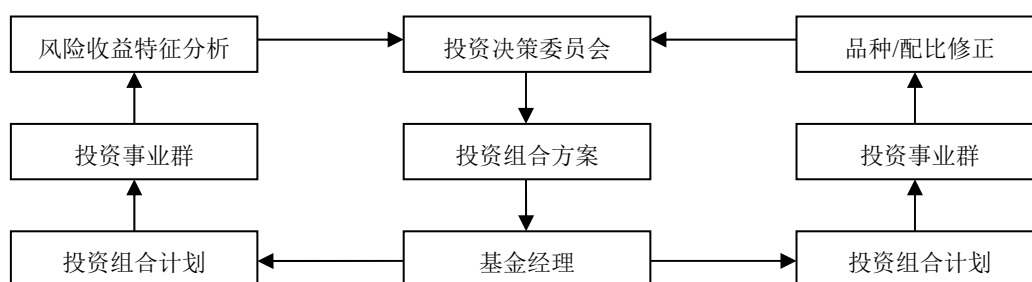 风险收益特征分析
投资决策委员会
品种/配比修正
投资事业群
投资组合方案
投资事业群
投资组合计划
基金经理
投资组合计划